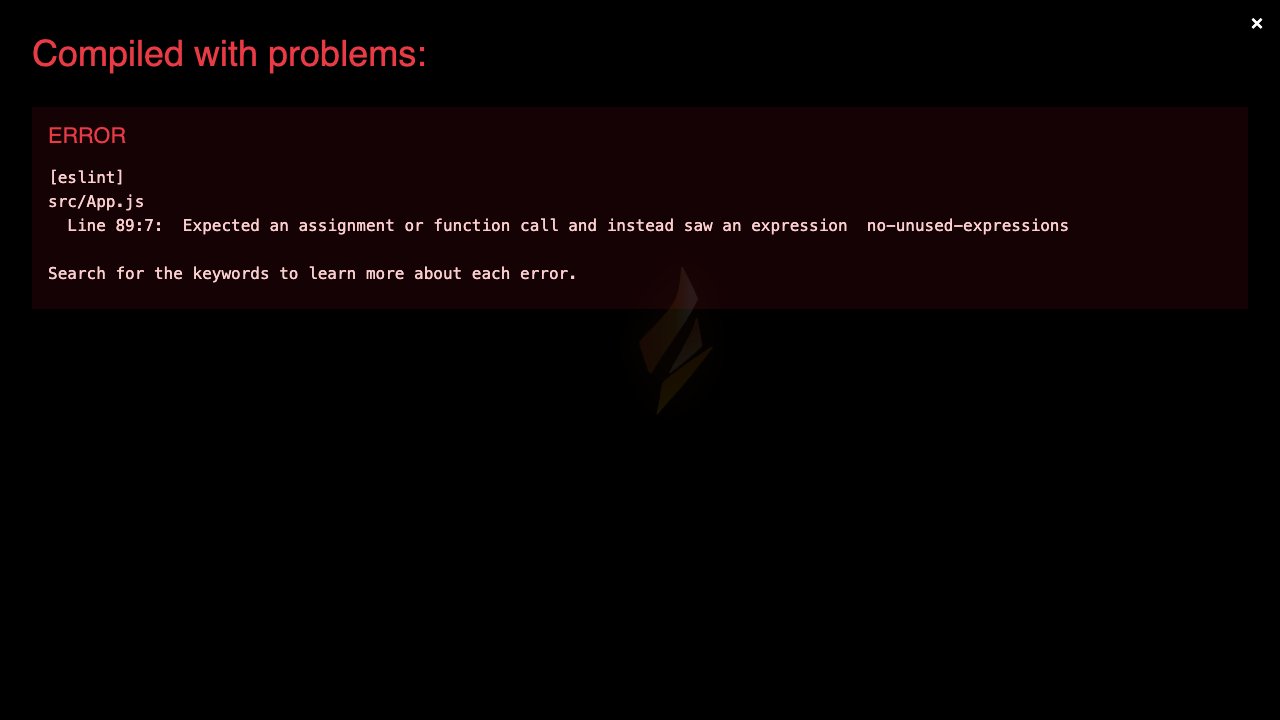 Compiled with problems:
ERROR
[eslint]
src/App.js
Line 89:7:  Expected an assignment or function call and instead saw an expression  no-unused-expressions
Search for the keywords to learn more about each error.